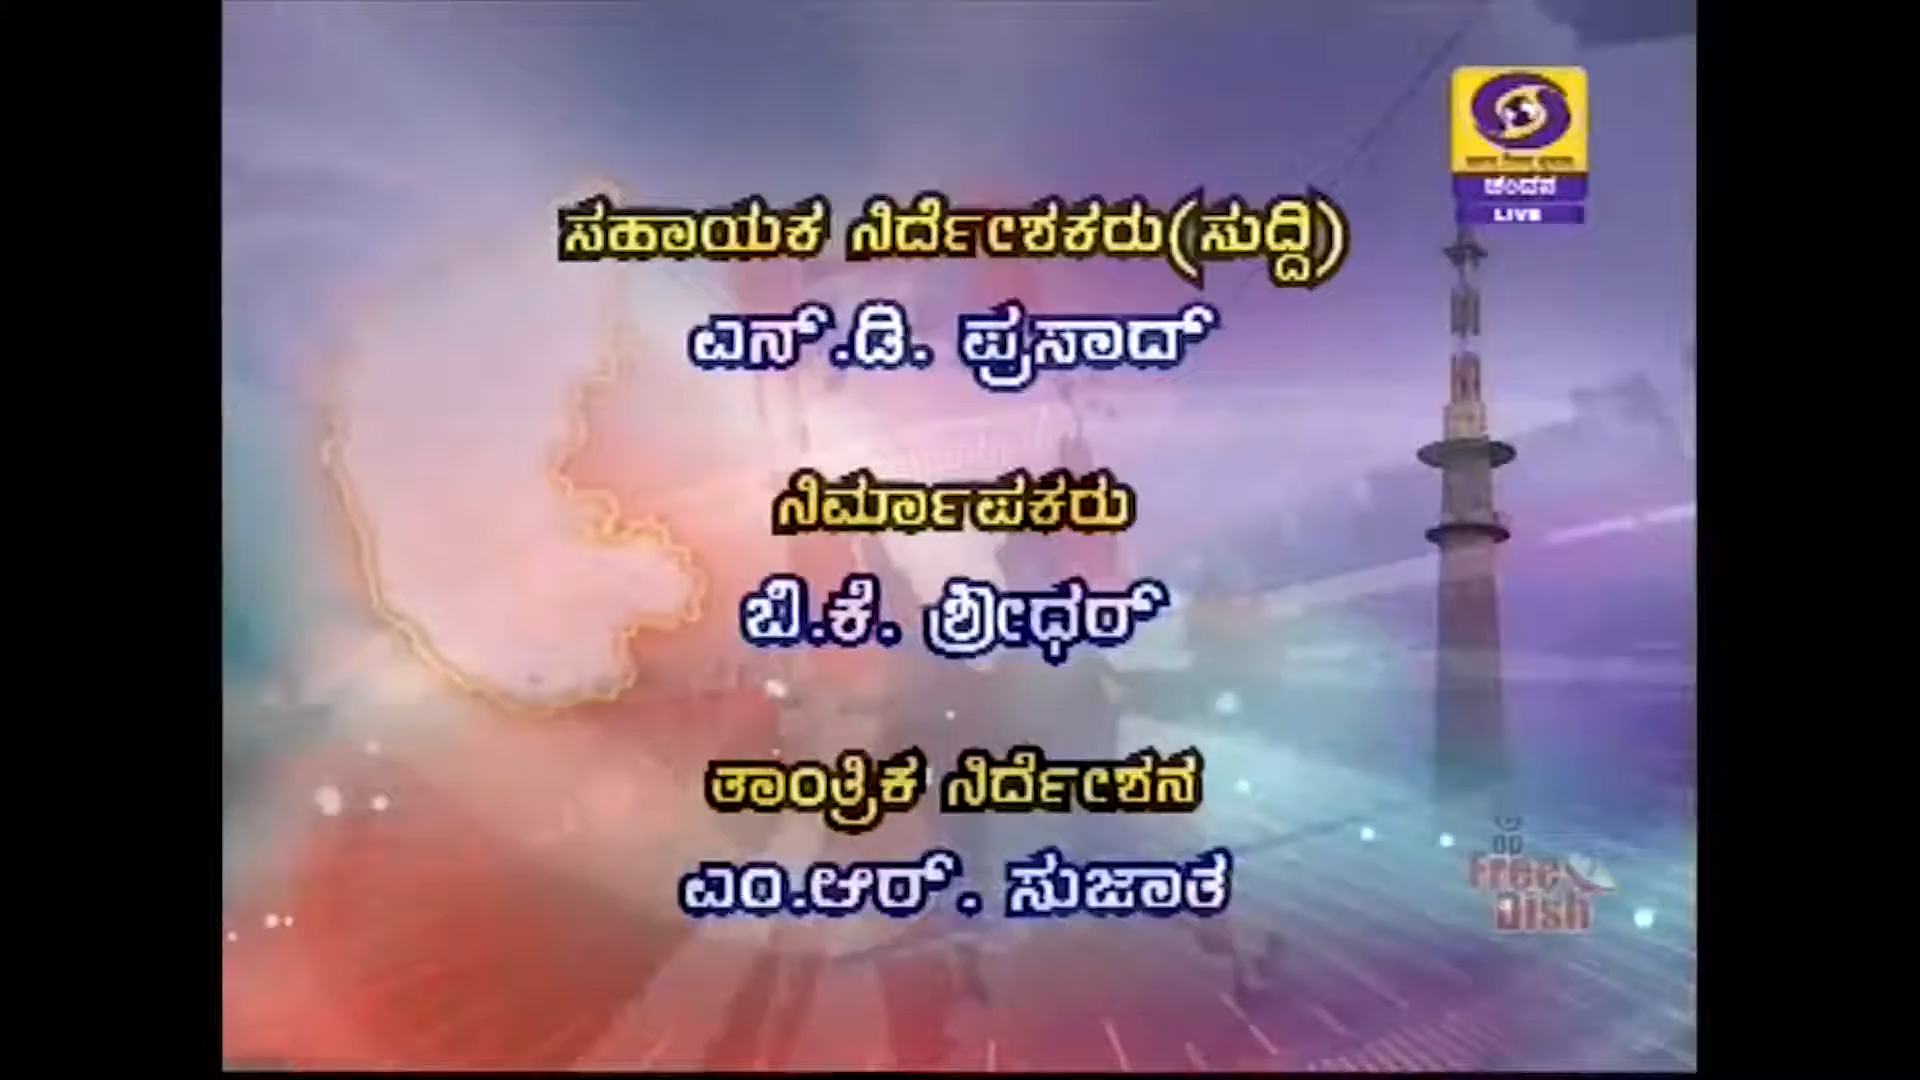 ಚಂದನ
LIVE
ಸಹಾಯಕ ನಿರ್ದೇಶಕರು(ಸುದ್ದಿ)
ಎನ್.ಡಿ. ಪ್ರಸಾದ್
ನಿರ್ಮಾಪಕರು
ಬಿ.ಕೆ. ಶ್ರೀಧರ್
ತಾಂತ್ರಿಕ ನಿರ್ದೇಶನ
ಎಂ.ಆರ್. ಸುಜಾತ
DD
Free
Dish